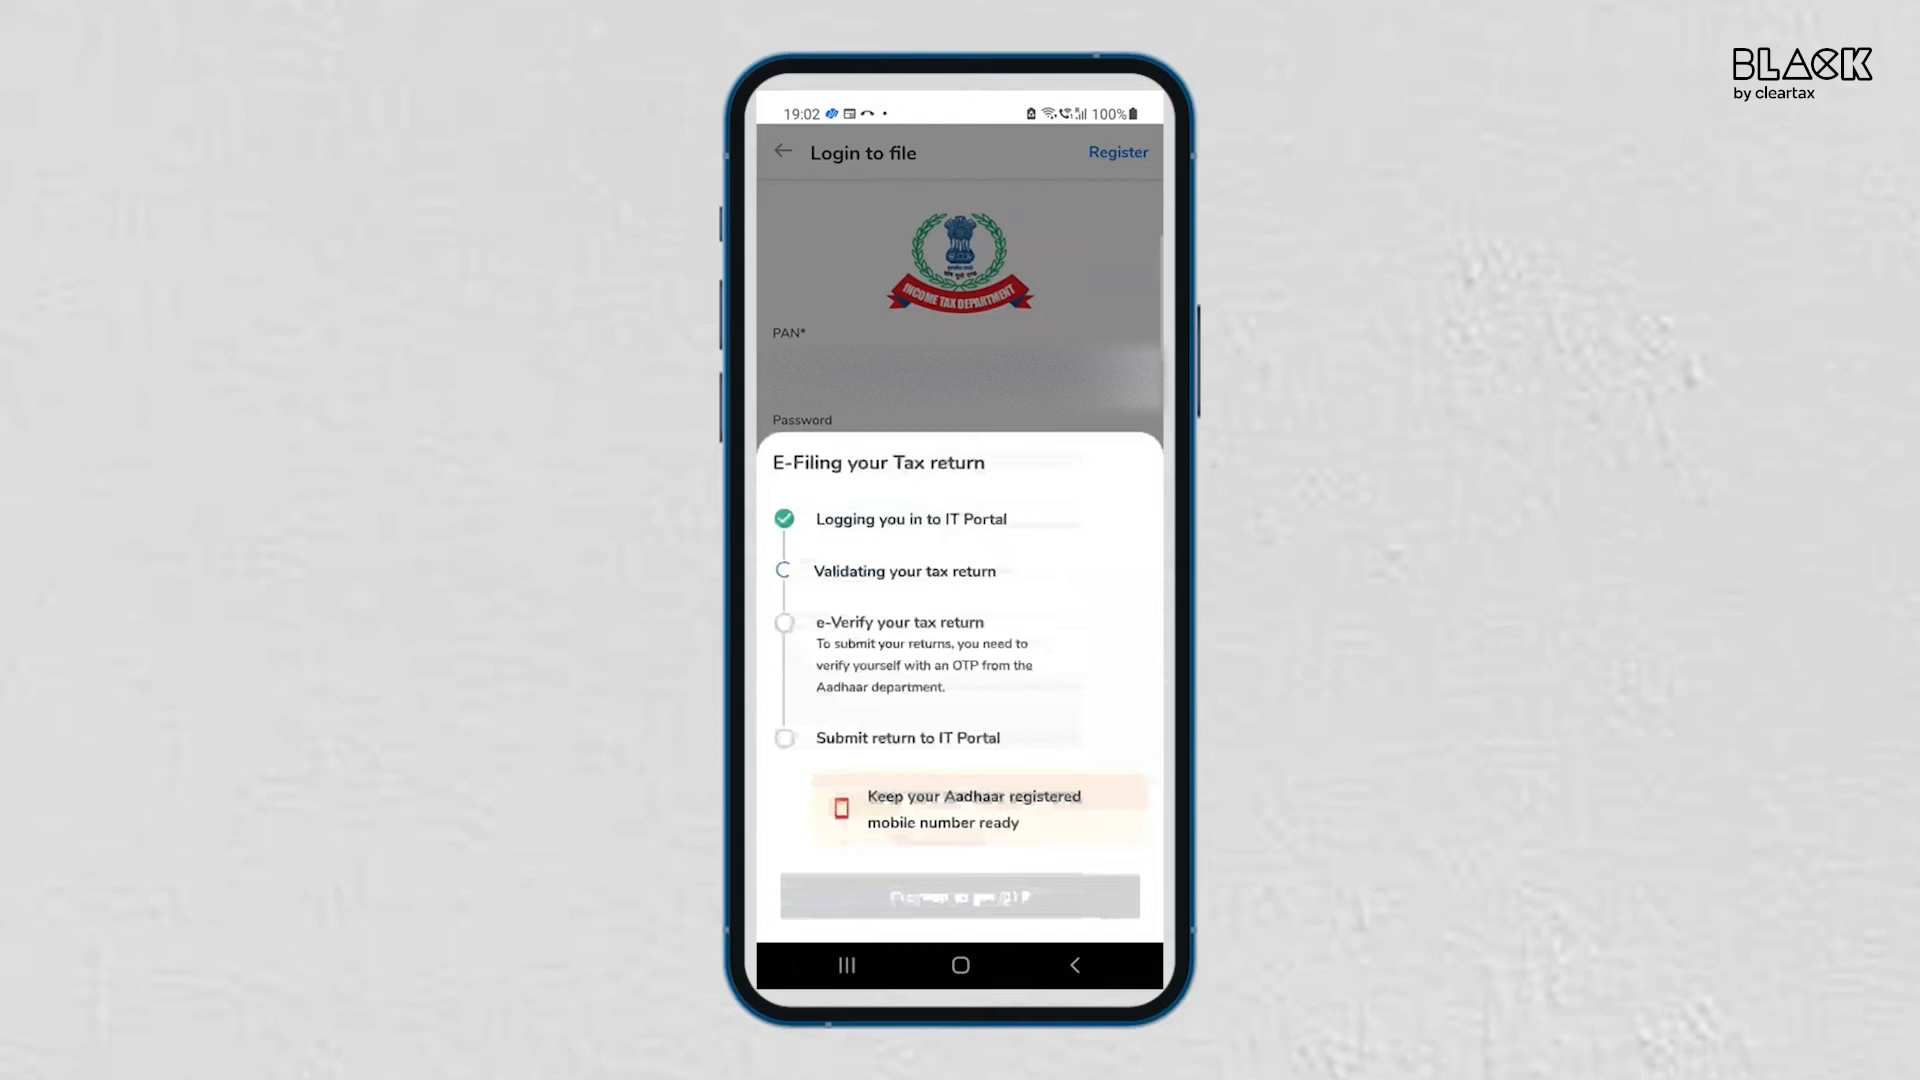 BLACK
by cleartax
19:02
100%
Login to file
Register
INCOME TAX DEPARTMENT
PAN*
Password
E-Filing your Tax return
Logging you in to IT Portal
Validating your tax return
e-Verify your tax return
To submit your returns, you need to
verify yourself with an OTP from the
Aadhaar department.
Submit return to IT Portal
Keep your Aadhaar registered
mobile number ready